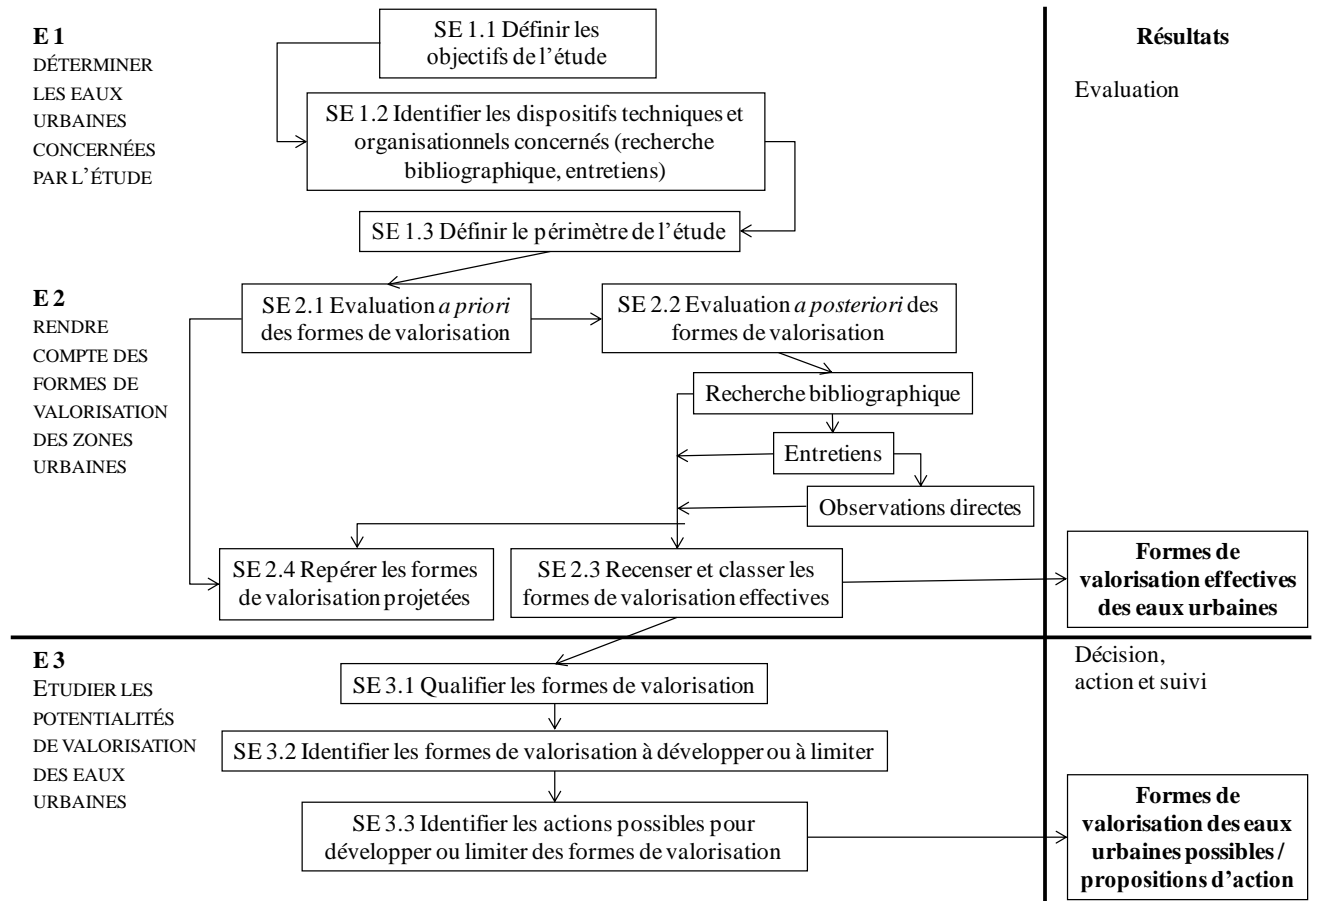 E 1
DÉTERMINER
LES EAUX
URBAINES
CONCERNÉES
PAR L’ÉTUDE
SE 1.1 Définir les
objectifs de l’étude
SE 1.2 Identifier les dispositifs techniques et
organisationnels concernés (recherche
bibliographique, entretiens)
SE 1.3 Définir le périmètre de l’étude
Résultats
Evaluation
E 2
RENDRE
COMPTE DES
FORMES DE
VALORISATION
DES ZONES
URBAINES
SE 2.1 Evaluation a priori
des formes de valorisation
SE 2.2 Evaluation a posteriori des
formes de valorisation
Recherche bibliographique
Entretiens
Observations directes
SE 2.4 Repérer les formes
de valorisation projetées
SE 2.3 Recenser et classer les
formes de valorisation effectives
Formes de
valorisation effectives
des eaux urbaines
E 3
ETUDIER LES
POTENTIALITÉS
DE VALORISATION
DES EAUX
URBAINES
SE 3.1 Qualifier les formes de valorisation
SE 3.2 Identifier les formes de valorisation à développer ou à limiter
SE 3.3 Identifier les actions possibles pour
développer ou limiter des formes de valorisation
Décision,
action et suivi
Formes de
valorisation des eaux
urbaines possibles /
propositions d’action